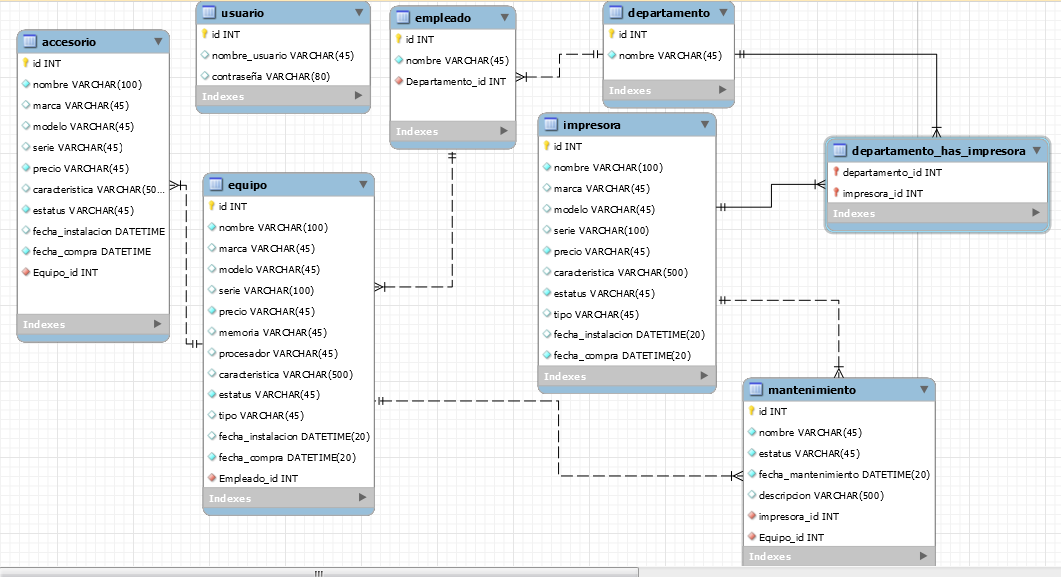 accesorio
id INT
nombre VARCHAR(100)
marca VARCHAR(45)
modelo VARCHAR(45)
serie VARCHAR(45)
precio VARCHAR(45)
caracteristica VARCHAR(50...
estatus VARCHAR(45)
fecha_instalacion DATETIME
fecha_compra DATETIME
Equipo_id INT
Indexes
usuario
id INT
nombre_usuario VARCHAR(45)
contraseña VARCHAR(80)
Indexes
empleado
id INT
nombre VARCHAR(45)
Departamento_id INT
Indexes
departamento
id INT
nombre VARCHAR(45)
Indexes
equipo
id INT
nombre VARCHAR(100)
marca VARCHAR(45)
modelo VARCHAR(45)
serie VARCHAR(100)
precio VARCHAR(45)
memoria VARCHAR(45)
procesador VARCHAR(45)
caracteristica VARCHAR(500)
estatus VARCHAR(45)
tipo VARCHAR(45)
fecha_instalacion DATETIME(20)
fecha_compra DATETIME(20)
Empleado_id INT
Indexes
impresora
id INT
nombre VARCHAR(100)
marca VARCHAR(45)
modelo VARCHAR(45)
serie VARCHAR(100)
precio VARCHAR(45)
caracteristica VARCHAR(500)
estatus VARCHAR(45)
tipo VARCHAR(45)
fecha_instalacion DATETIME(20)
fecha_compra DATETIME(20)
Indexes
departamento_has_impresora
departamento_id INT
impresora_id INT
Indexes
mantenimiento
id INT
nombre VARCHAR(45)
estatus VARCHAR(45)
fecha_mantenimiento DATETIME(20)
descripcion VARCHAR(500)
impresora_id INT
Equipo_id INT
Indexes